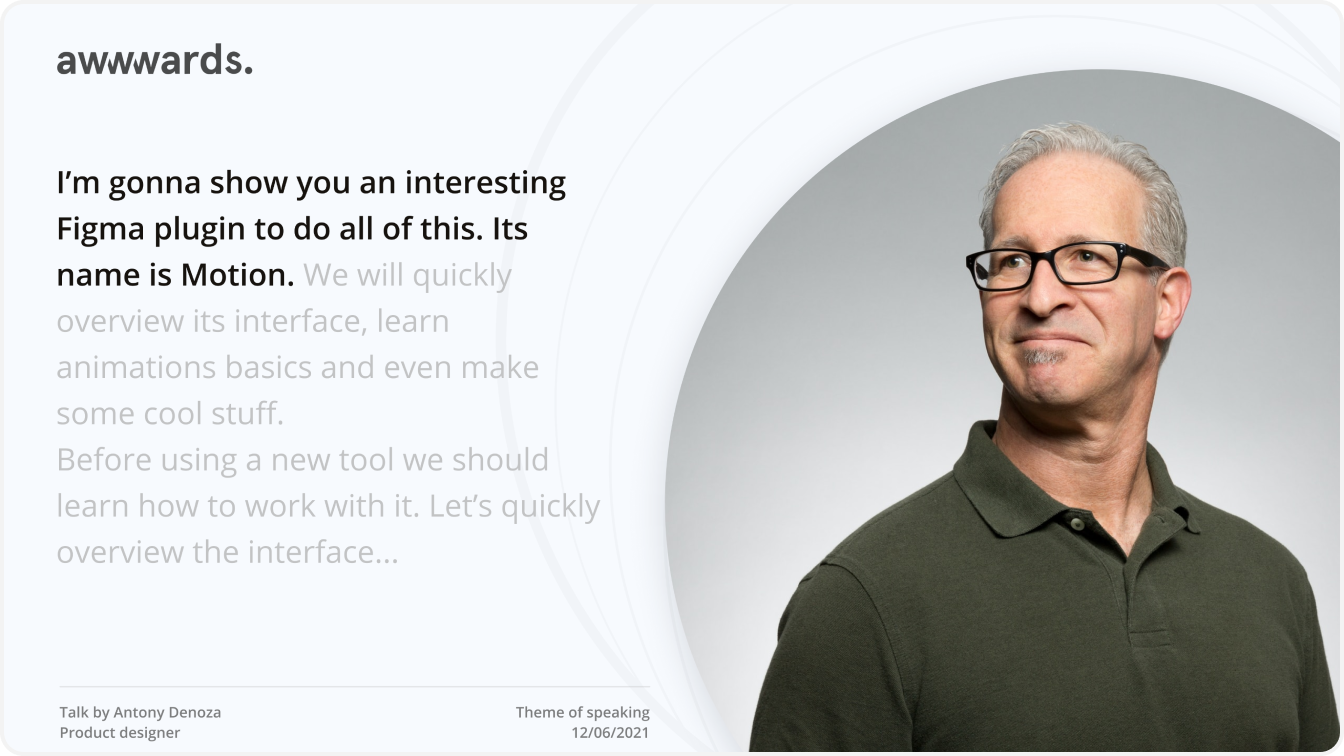 awwwards.
I’m gonna show you an interesting
Figma plugin to do all of this. Its
name is Motion. We will quickly
overview its interface, learn
animations basics and even make
some cool stuff.
Before using a new tool we should
learn how to work with it. Let’s quickly
overview the interface...
Talk by Antony Denoza
Product designer
Theme of speaking
12/06/2021